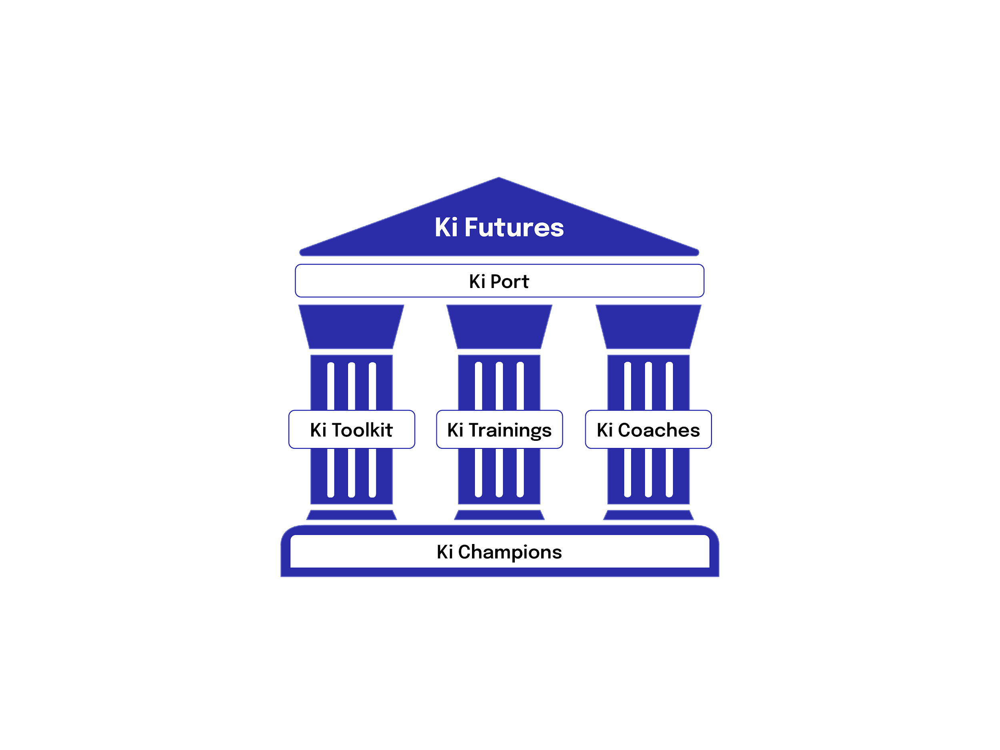 Ki Futures
Ki Port
Ki Toolkit
Ki Trainings
Ki Coaches
Ki Champions